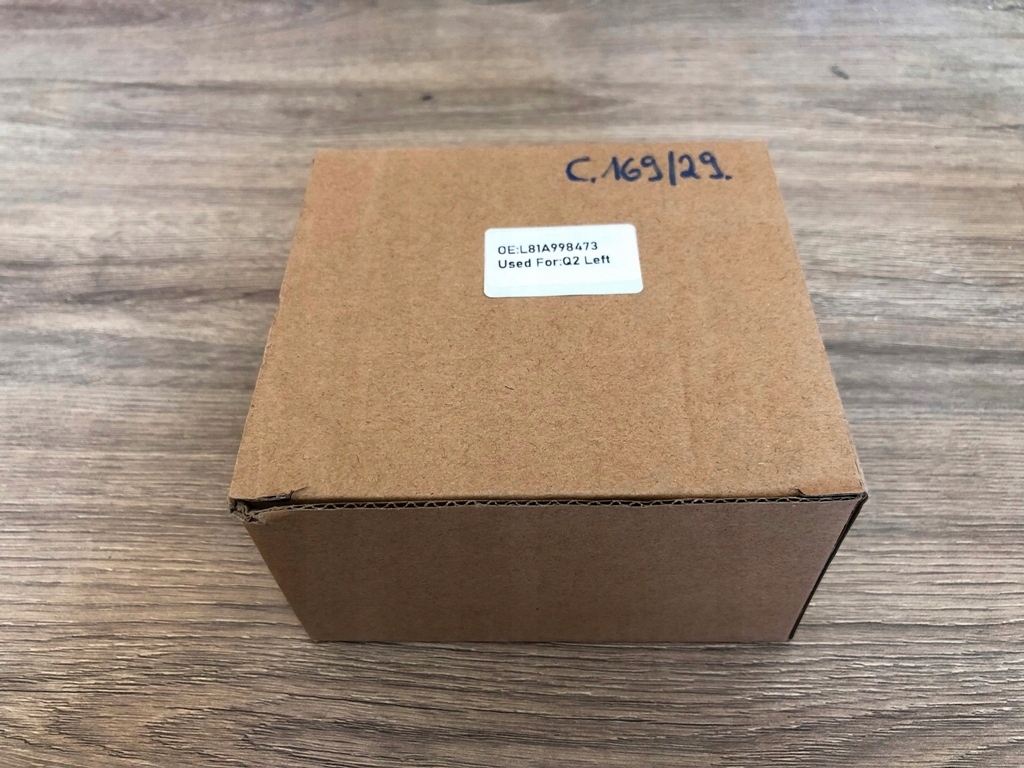 C.169/29.
OE:L81A998473
Used For:Q2 Left